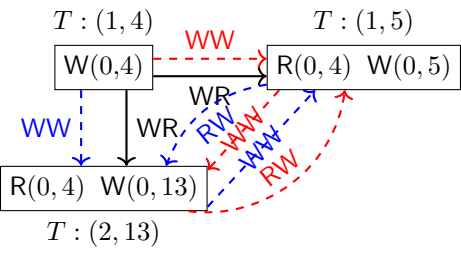 T : (1, 4)
T : (1, 5)
WW
W(0,4)
R(0, 4) W(0, 5)
WR
WW
WR
RW
WW
WW
RW
R(0, 4) W(0, 13)
T : (2, 13)